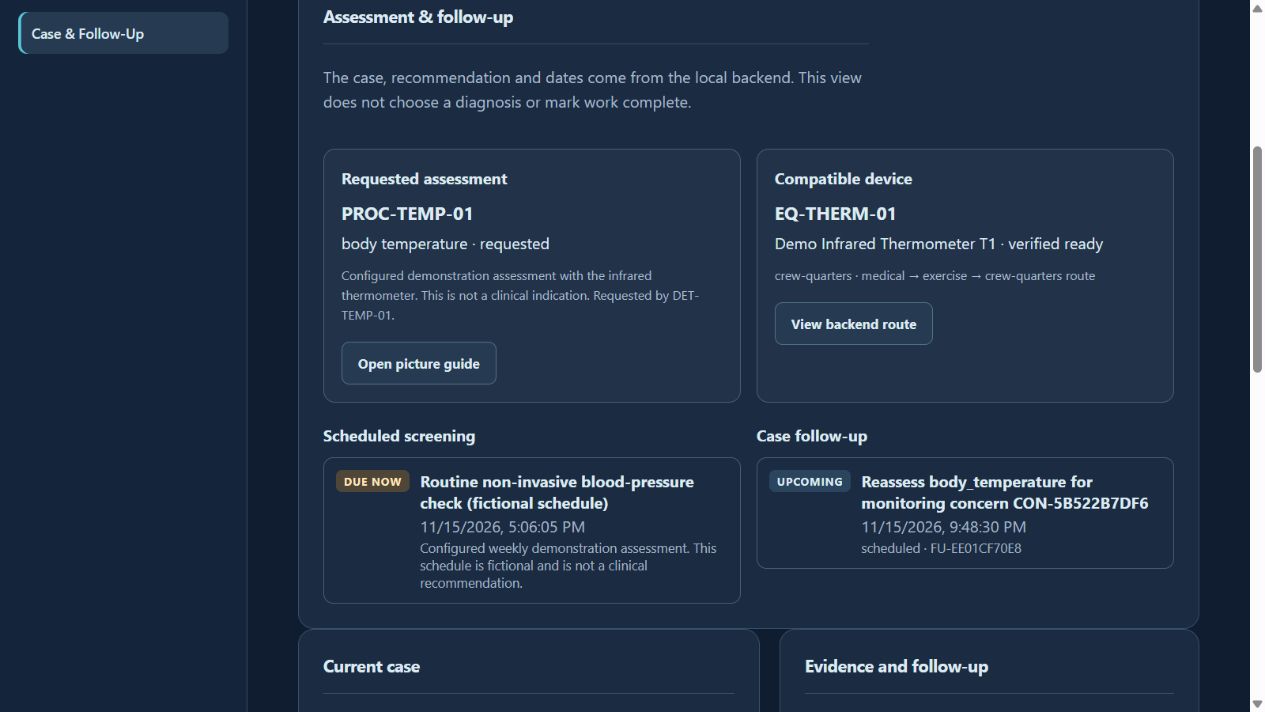 Case & Follow-Up
Assessment & follow-up
The case, recommendation and dates come from the local backend. This view
does not choose a diagnosis or mark work complete.
Requested assessment
PROC-TEMP-01
body temperature · requested
Configured demonstration assessment with the infrared
thermometer. This is not a clinical indication. Requested by DET-
TEMP-01.
Open picture guide
Compatible device
EQ-THERM-01
Demo Infrared Thermometer T1 · verified ready
crew-quarters · medical → exercise → crew-quarters route
View backend route
Scheduled screening
DUE NOW
Routine non-invasive blood-pressure
check (fictional schedule)
11/15/2026, 5:06:05 PM
Configured weekly demonstration assessment. This
schedule is fictional and is not a clinical
recommendation.
Case follow-up
UPCOMING
Reassess body_temperature for
monitoring concern CON-5B522B7DF6
11/15/2026, 9:48:30 PM
scheduled · FU-EE01CF70E8
Current case
Evidence and follow-up